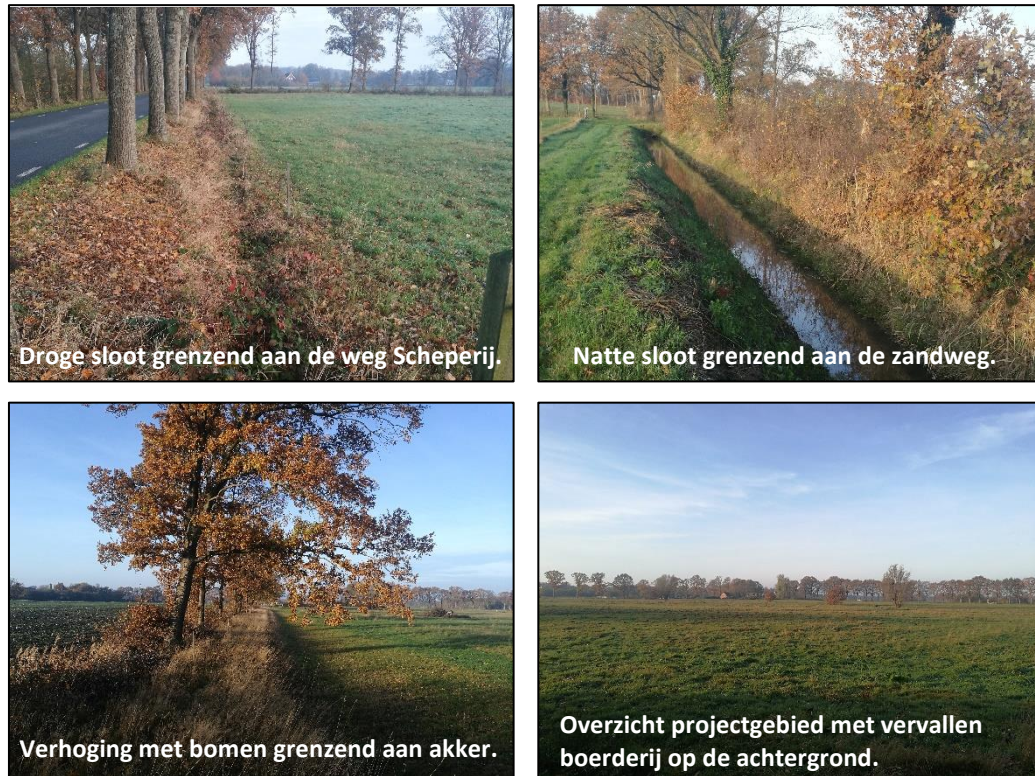 Droge sloot grenzend aan de weg Scheperij.
Natte sloot grenzend aan de zandweg.
Verhoging met bomen grenzend aan akker.
Overzicht projectgebied met vervallen
boerderij op de achtergrond.